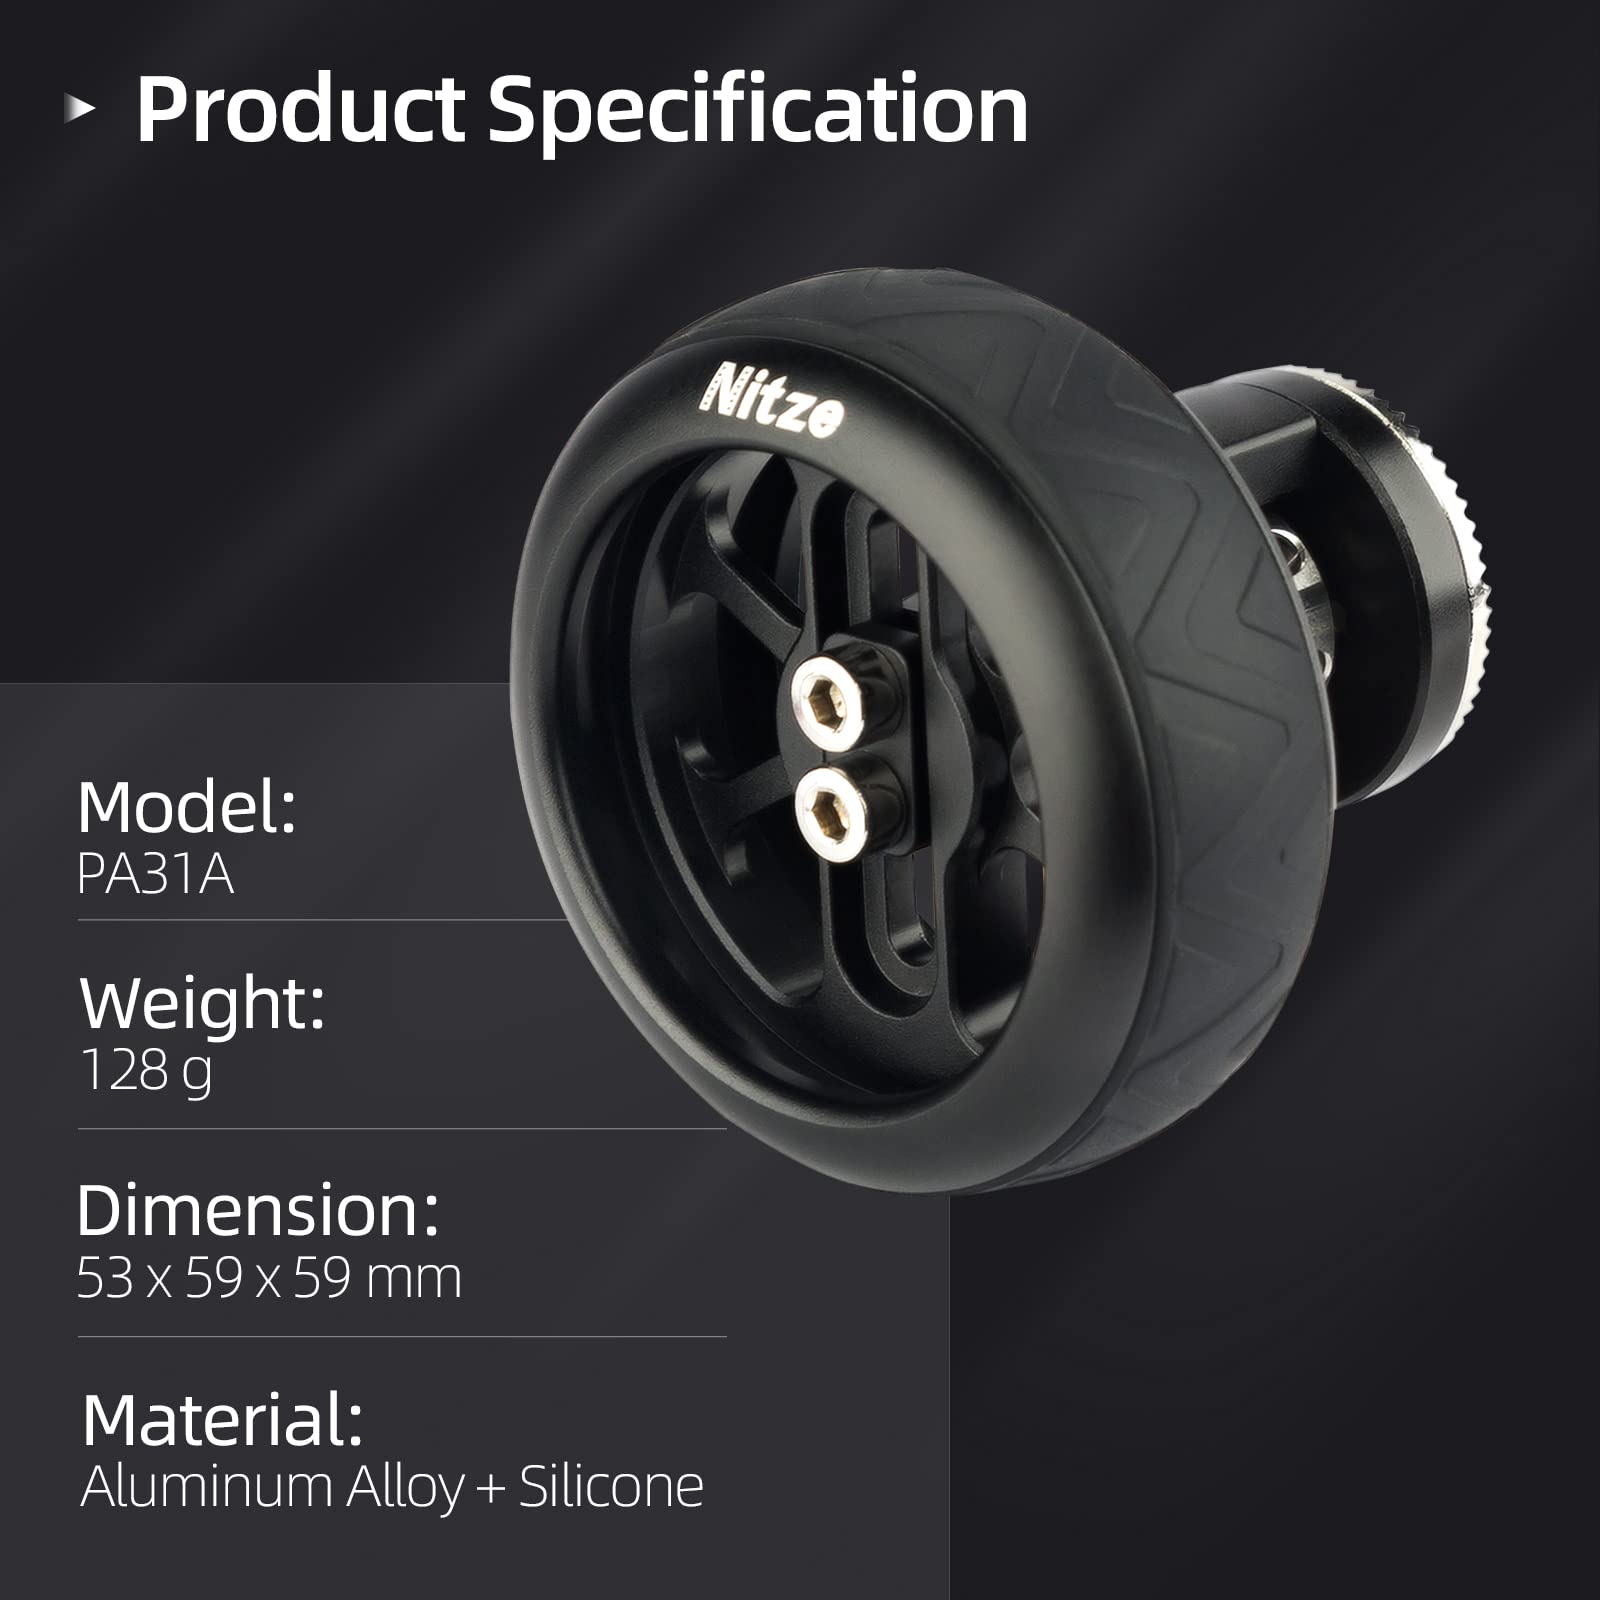 Product Specification
Nitze
Model:
PA31A
Weight:
128 g
Dimension:
53 x 59 x 59 mm
Material:
Aluminum Alloy + Silicone